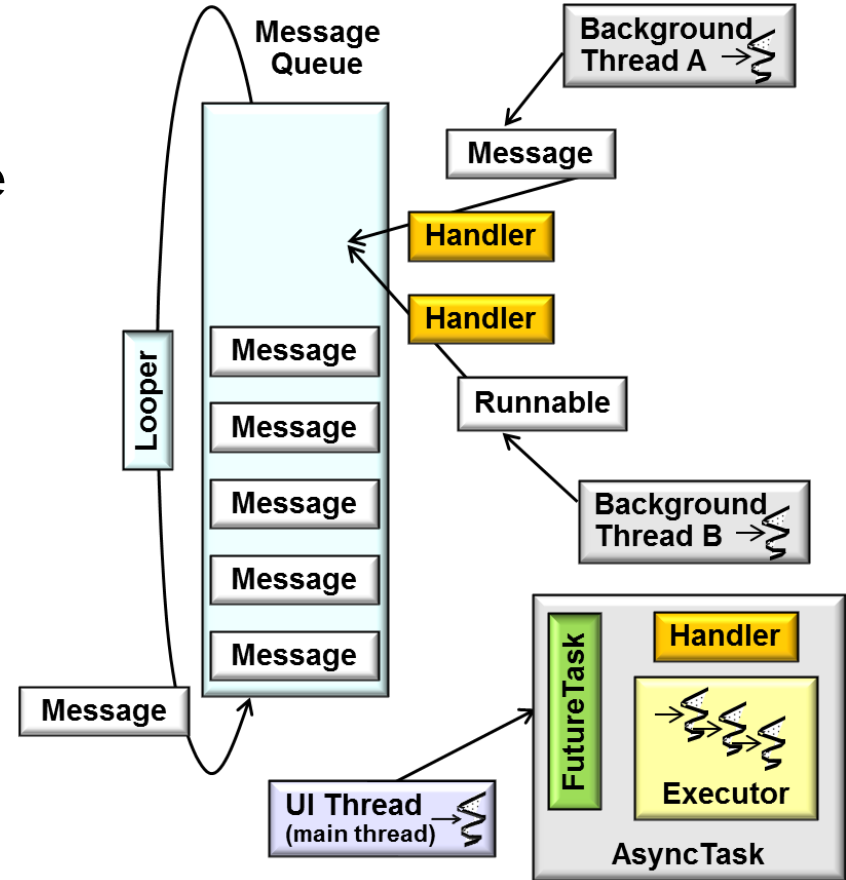 Message
Queue
Background
Thread A
Message
e
Handler
Handler
Looper
Message
Runnable
Message
Message
Background
Thread B
Message
Message
Message
FutureTask
Handler
Executor
AsyncTask
UI Thread
(main thread)